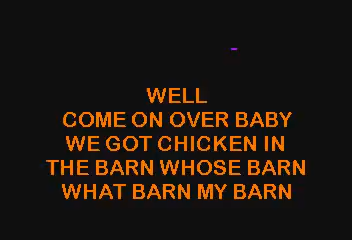 WELL
COME ON OVER BABY
WE GOT CHICKEN IN
THE BARN WHOSE BARN
WHAT BARN MY BARN